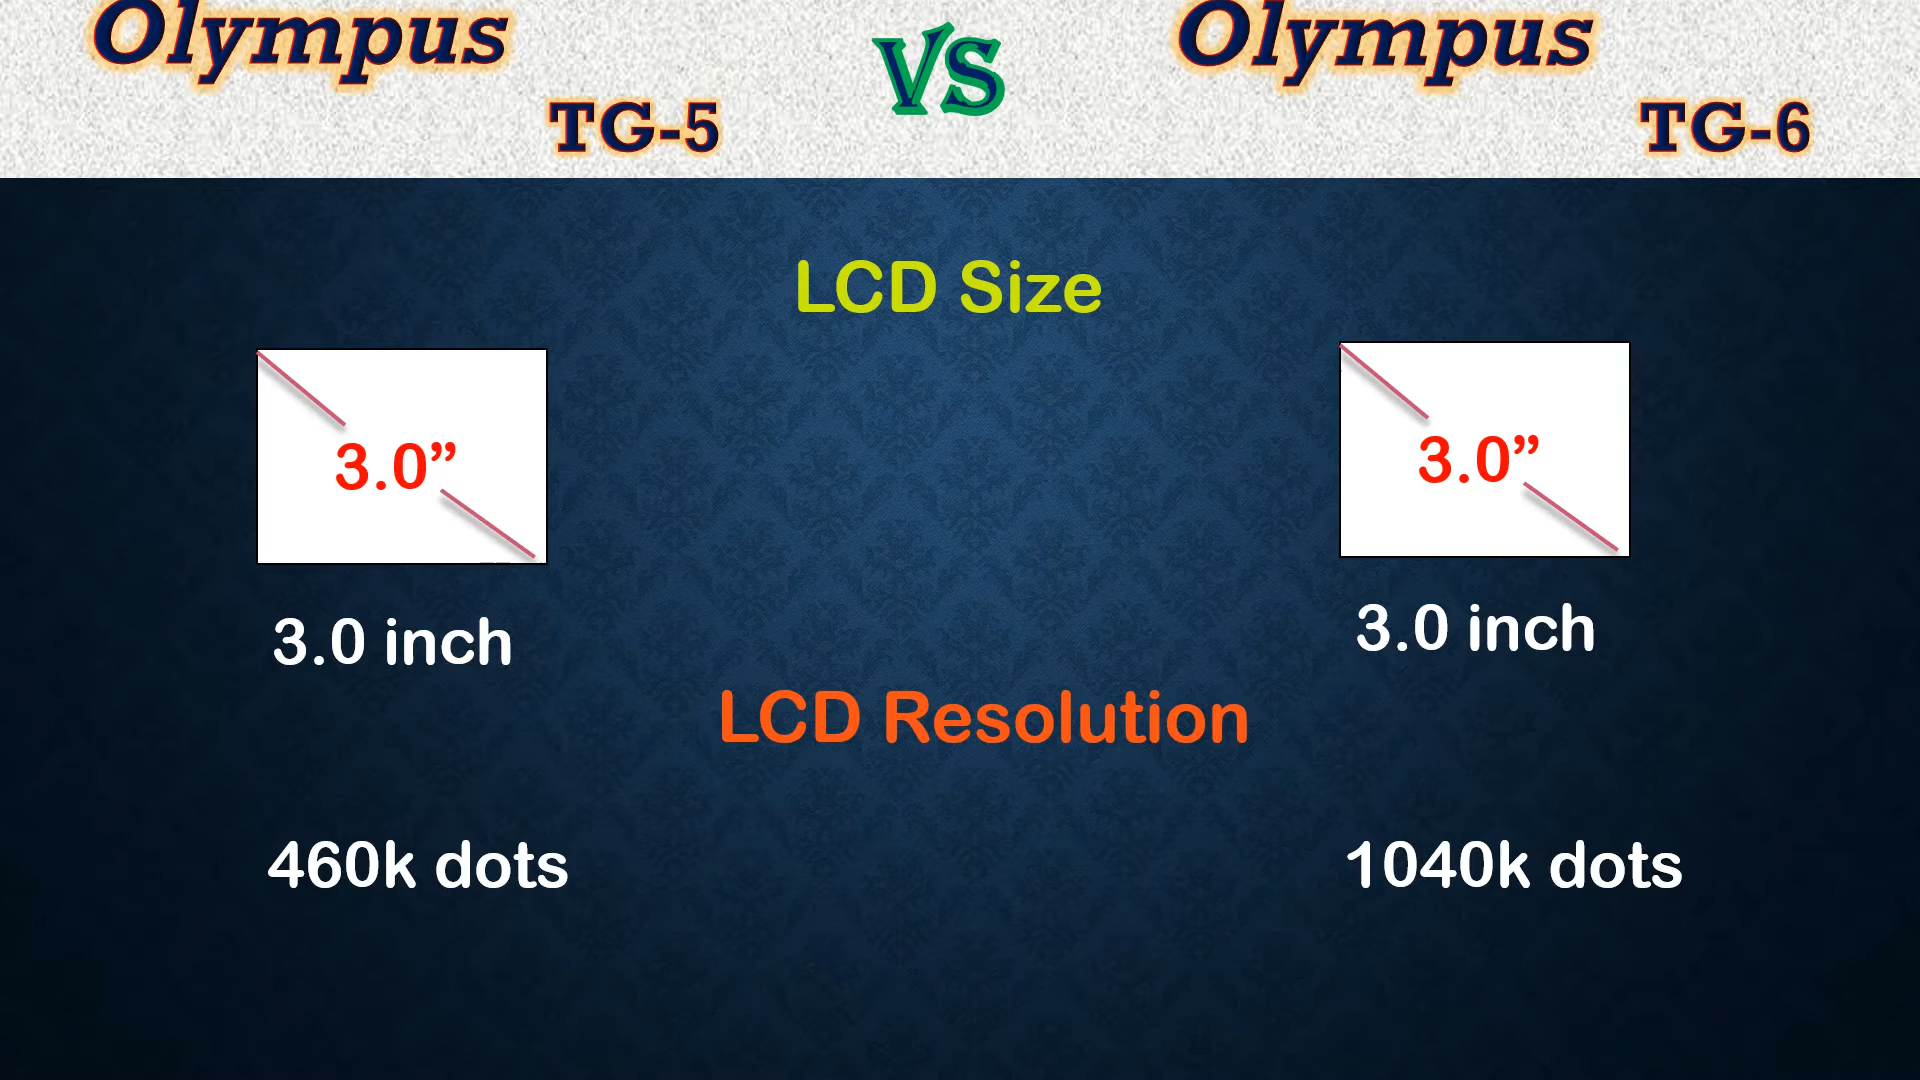 Olympus
TG-5
VS
Olympus
TG-6
LCD Size
3.0”
3.0”
3.0 inch
3.0 inch
LCD Resolution
460k dots
1040k dots